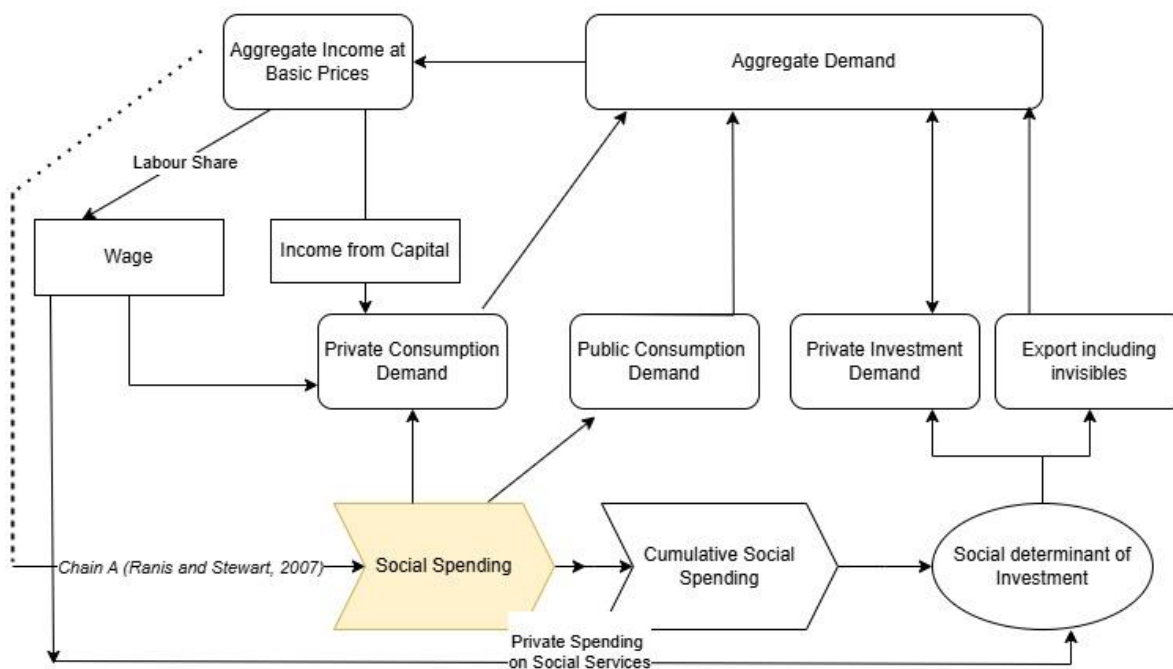 Aggregate Income at
Basic Prices
Aggregate Demand
Labour Share
Wage
Income from Capital
Private Consumption
Demand
Public Consumption
Demand
Private Investment
Demand
Export including
invisibles
Chain A (Ranis and Stewart, 2007)
Social Spending
Cumulative Social
Spending
Social determinant of
Investment
Private Spending
on Social Services